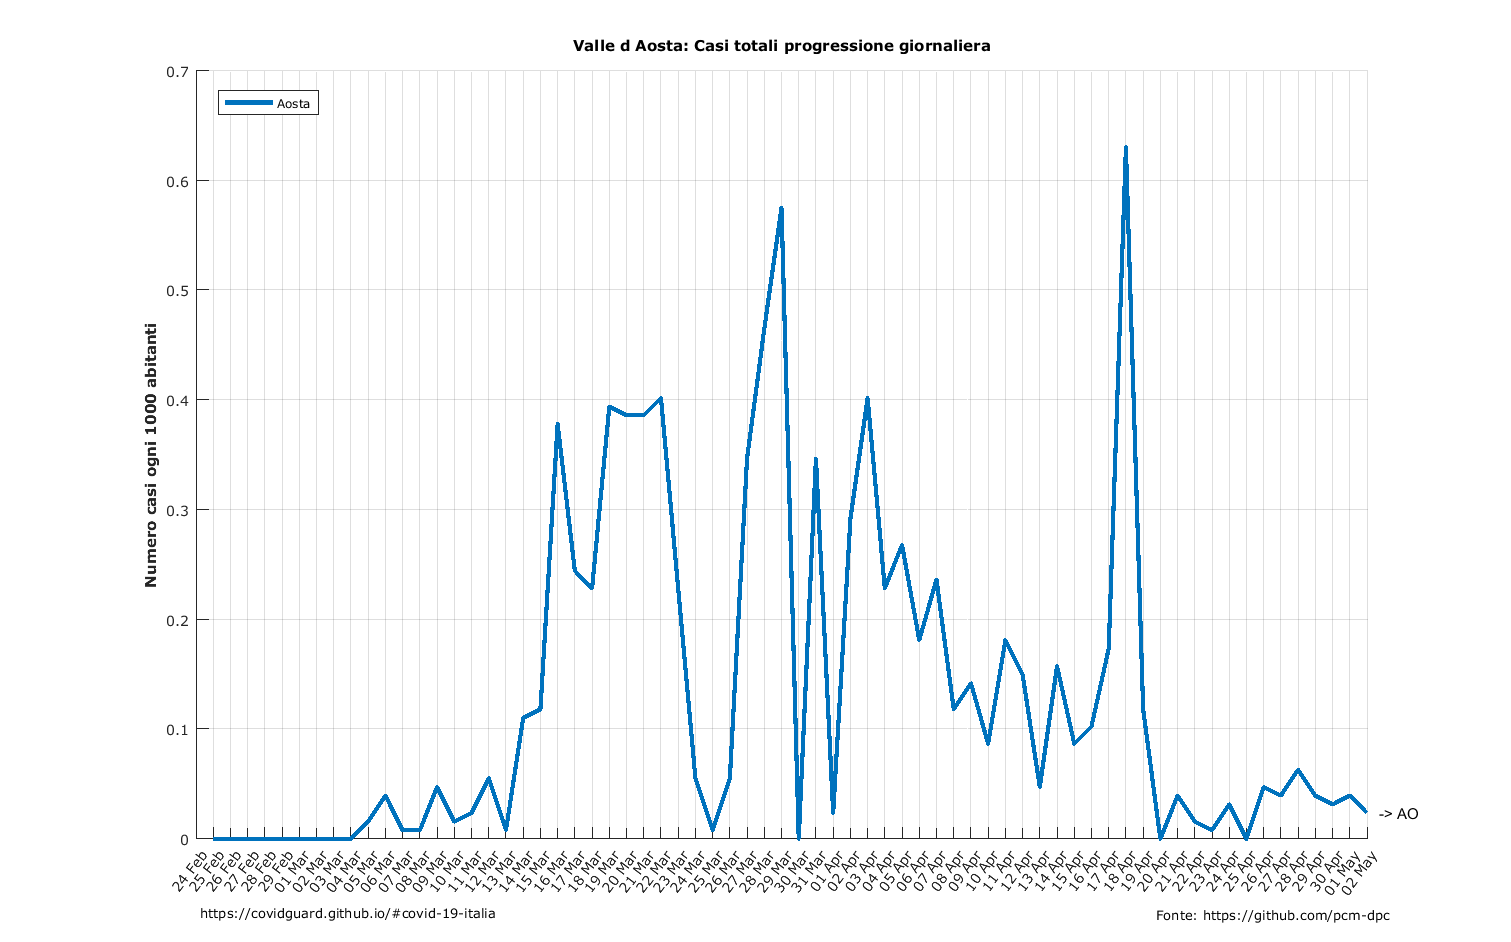 Valle d Aosta: Casi totali progressione giornaliera
Aosta
Numero casi ogni 1000 abitanti
0.7
0.6
0.5
0.4
0.3
0.2
0.1
0
24 Feb
25 Feb
26 Feb
27 Feb
28 Feb
29 Feb
01 Mar
02 Mar
03 Mar
04 Mar
05 Mar
06 Mar
07 Mar
08 Mar
09 Mar
10 Mar
11 Mar
12 Mar
13 Mar
14 Mar
15 Mar
16 Mar
17 Mar
18 Mar
19 Mar
20 Mar
21 Mar
22 Mar
23 Mar
24 Mar
25 Mar
26 Mar
27 Mar
28 Mar
29 Mar
30 Mar
31 Mar
01 Apr
02 Apr
03 Apr
04 Apr
05 Apr
06 Apr
07 Apr
08 Apr
09 Apr
10 Apr
11 Apr
12 Apr
13 Apr
14 Apr
15 Apr
16 Apr
17 Apr
18 Apr
19 Apr
20 Apr
21 Apr
22 Apr
23 Apr
24 Apr
25 Apr
26 Apr
27 Apr
28 Apr
29 Apr
30 Apr
01 May
02 May
-> AO
https://covidguard.github.io/#covid-19-italia
Fonte: https://github.com/pcm-dpc